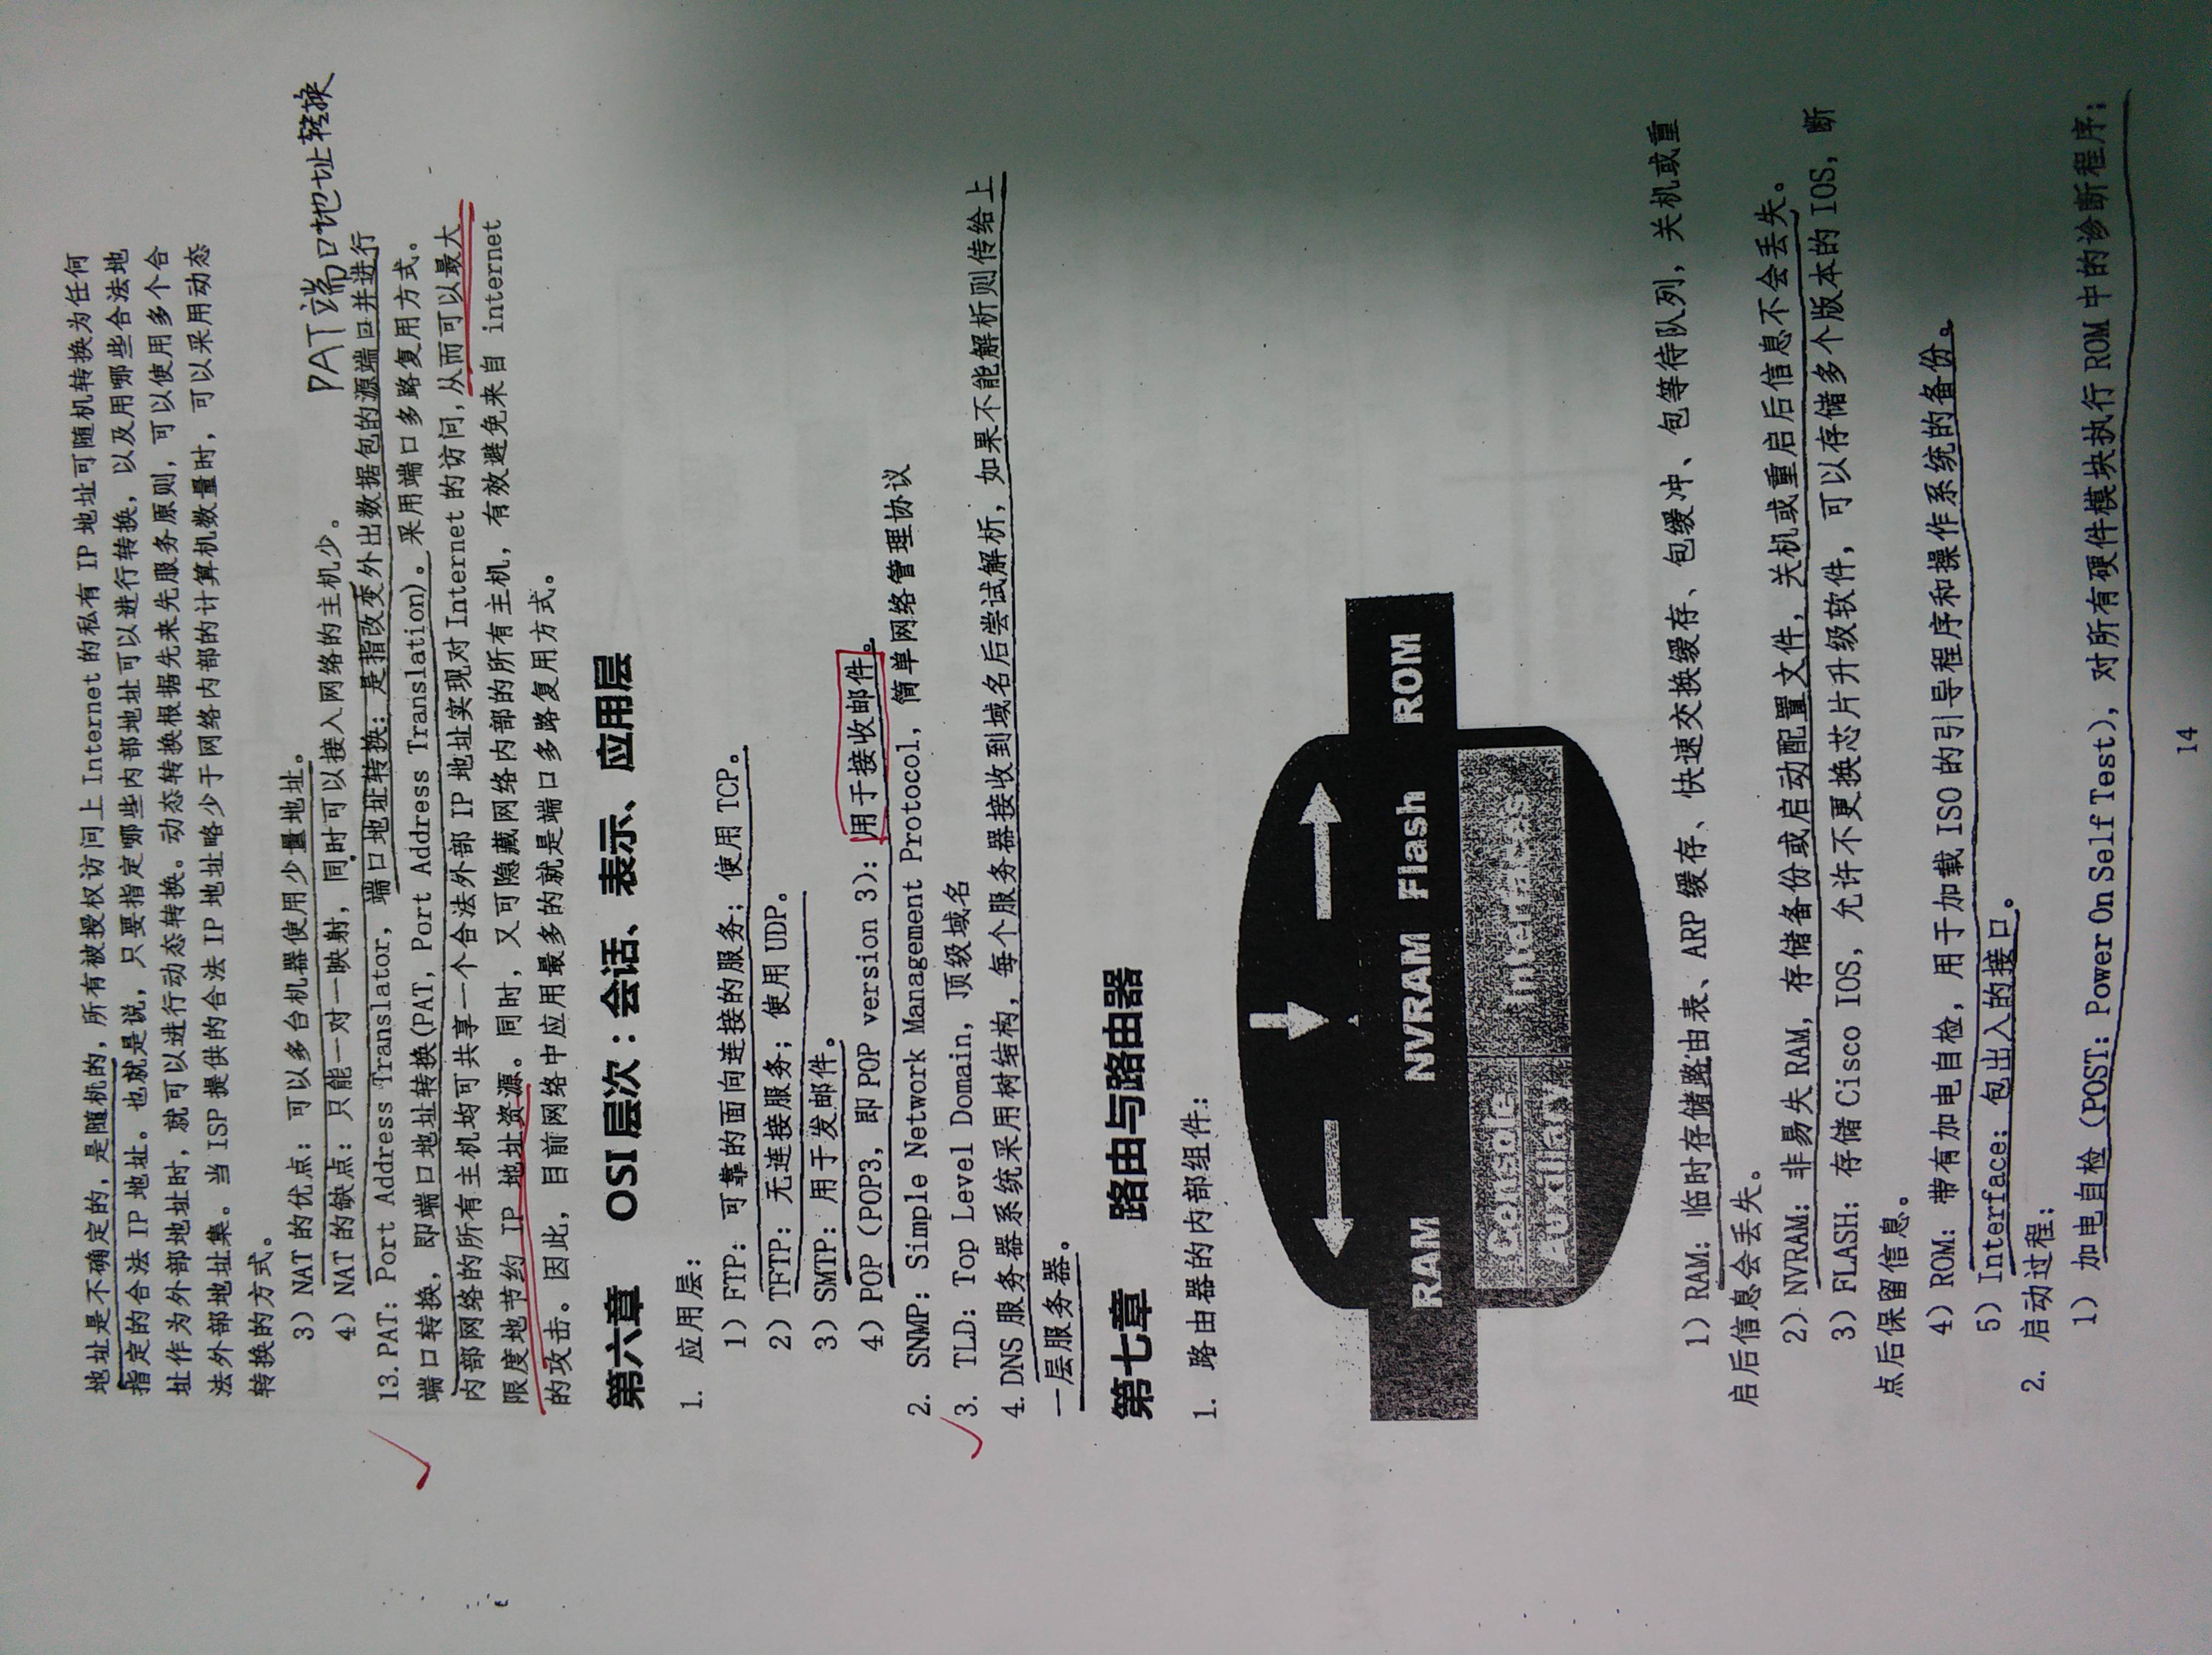 地址是不确定的，是随机的，所有被授权访问上 Internet 的私有 IP 地址可随机转换为任何
指定的合法 IP 地址。也就是说，只要指定哪些内部地址可以进行转换，以及用哪些合法地
址作为外部地址时，就可以进行动态转换。动态转换根据先来先服务原则，可以使用多个合
法外部地址集。当 ISP 提供的合法 IP 地址略少于网络内部的计算机数量时，可以采用动态
转换的方式。
3）NAT 的优点：可以多台机器使用少量地址。
4）NAT 的缺点：只能一对一映射，同时可以接入网络的主机少。
PAT 端口地址转换
13. PAT：Port Address Translator，端口地址转换：是指改变外出数据包的源端口并进行
端口转换，即端口地址转换(PAT，Port Address Translation)。采用端口多路复用方式。
内部网络的所有主机均可共享一个合法外部 IP 地址实现对 Internet 的访问，从而可以最大
限度地节约 IP 地址资源。同时，又可隐藏网络内部的所有主机，有效避免来自 internet
的攻击。因此，目前网络中应用最多的就是端口多路复用方式。
第六章 OSI 层次：会话、表示、应用层
1. 应用层：
1）FTP：可靠的面向连接的服务；使用 TCP。
2）TFTP：无连接服务；使用 UDP。
3）SMTP：用于发邮件。
4）POP（POP3，即 POP version 3）：用于接收邮件。
2. SNMP：Simple Network Management Protocol，简单网络管理协议
3. TLD：Top Level Domain，顶级域名
4. DNS 服务器系统采用树结构，每个服务器接收到域名后尝试解析，如果不能解析则传给上
一层服务器。
第七章 路由与路由器
1. 路由器的内部组件：
RAM NVRAM Flash ROM
Console Interfaces
Auxiliary
1）RAM：临时存储路由表、ARP 缓存、快速交换缓存、包缓冲、包等待队列，关机或重
启后信息会丢失。
2）NVRAM：非易失 RAM，存储备份或启动配置文件，关机或重启后信息不会丢失。
3）FLASH：存储 Cisco IOS，允许不更换芯片升级软件，可以存储多个版本的 IOS，断
点后保留信息。
4）ROM：带有加电自检，用于加载 ISO 的引导程序和操作系统的备份。
5）Interface：包出入的接口。
2. 启动过程：
1）加电自检（POST：Power On Self Test），对所有硬件模块执行 ROM 中的诊断程序；
14